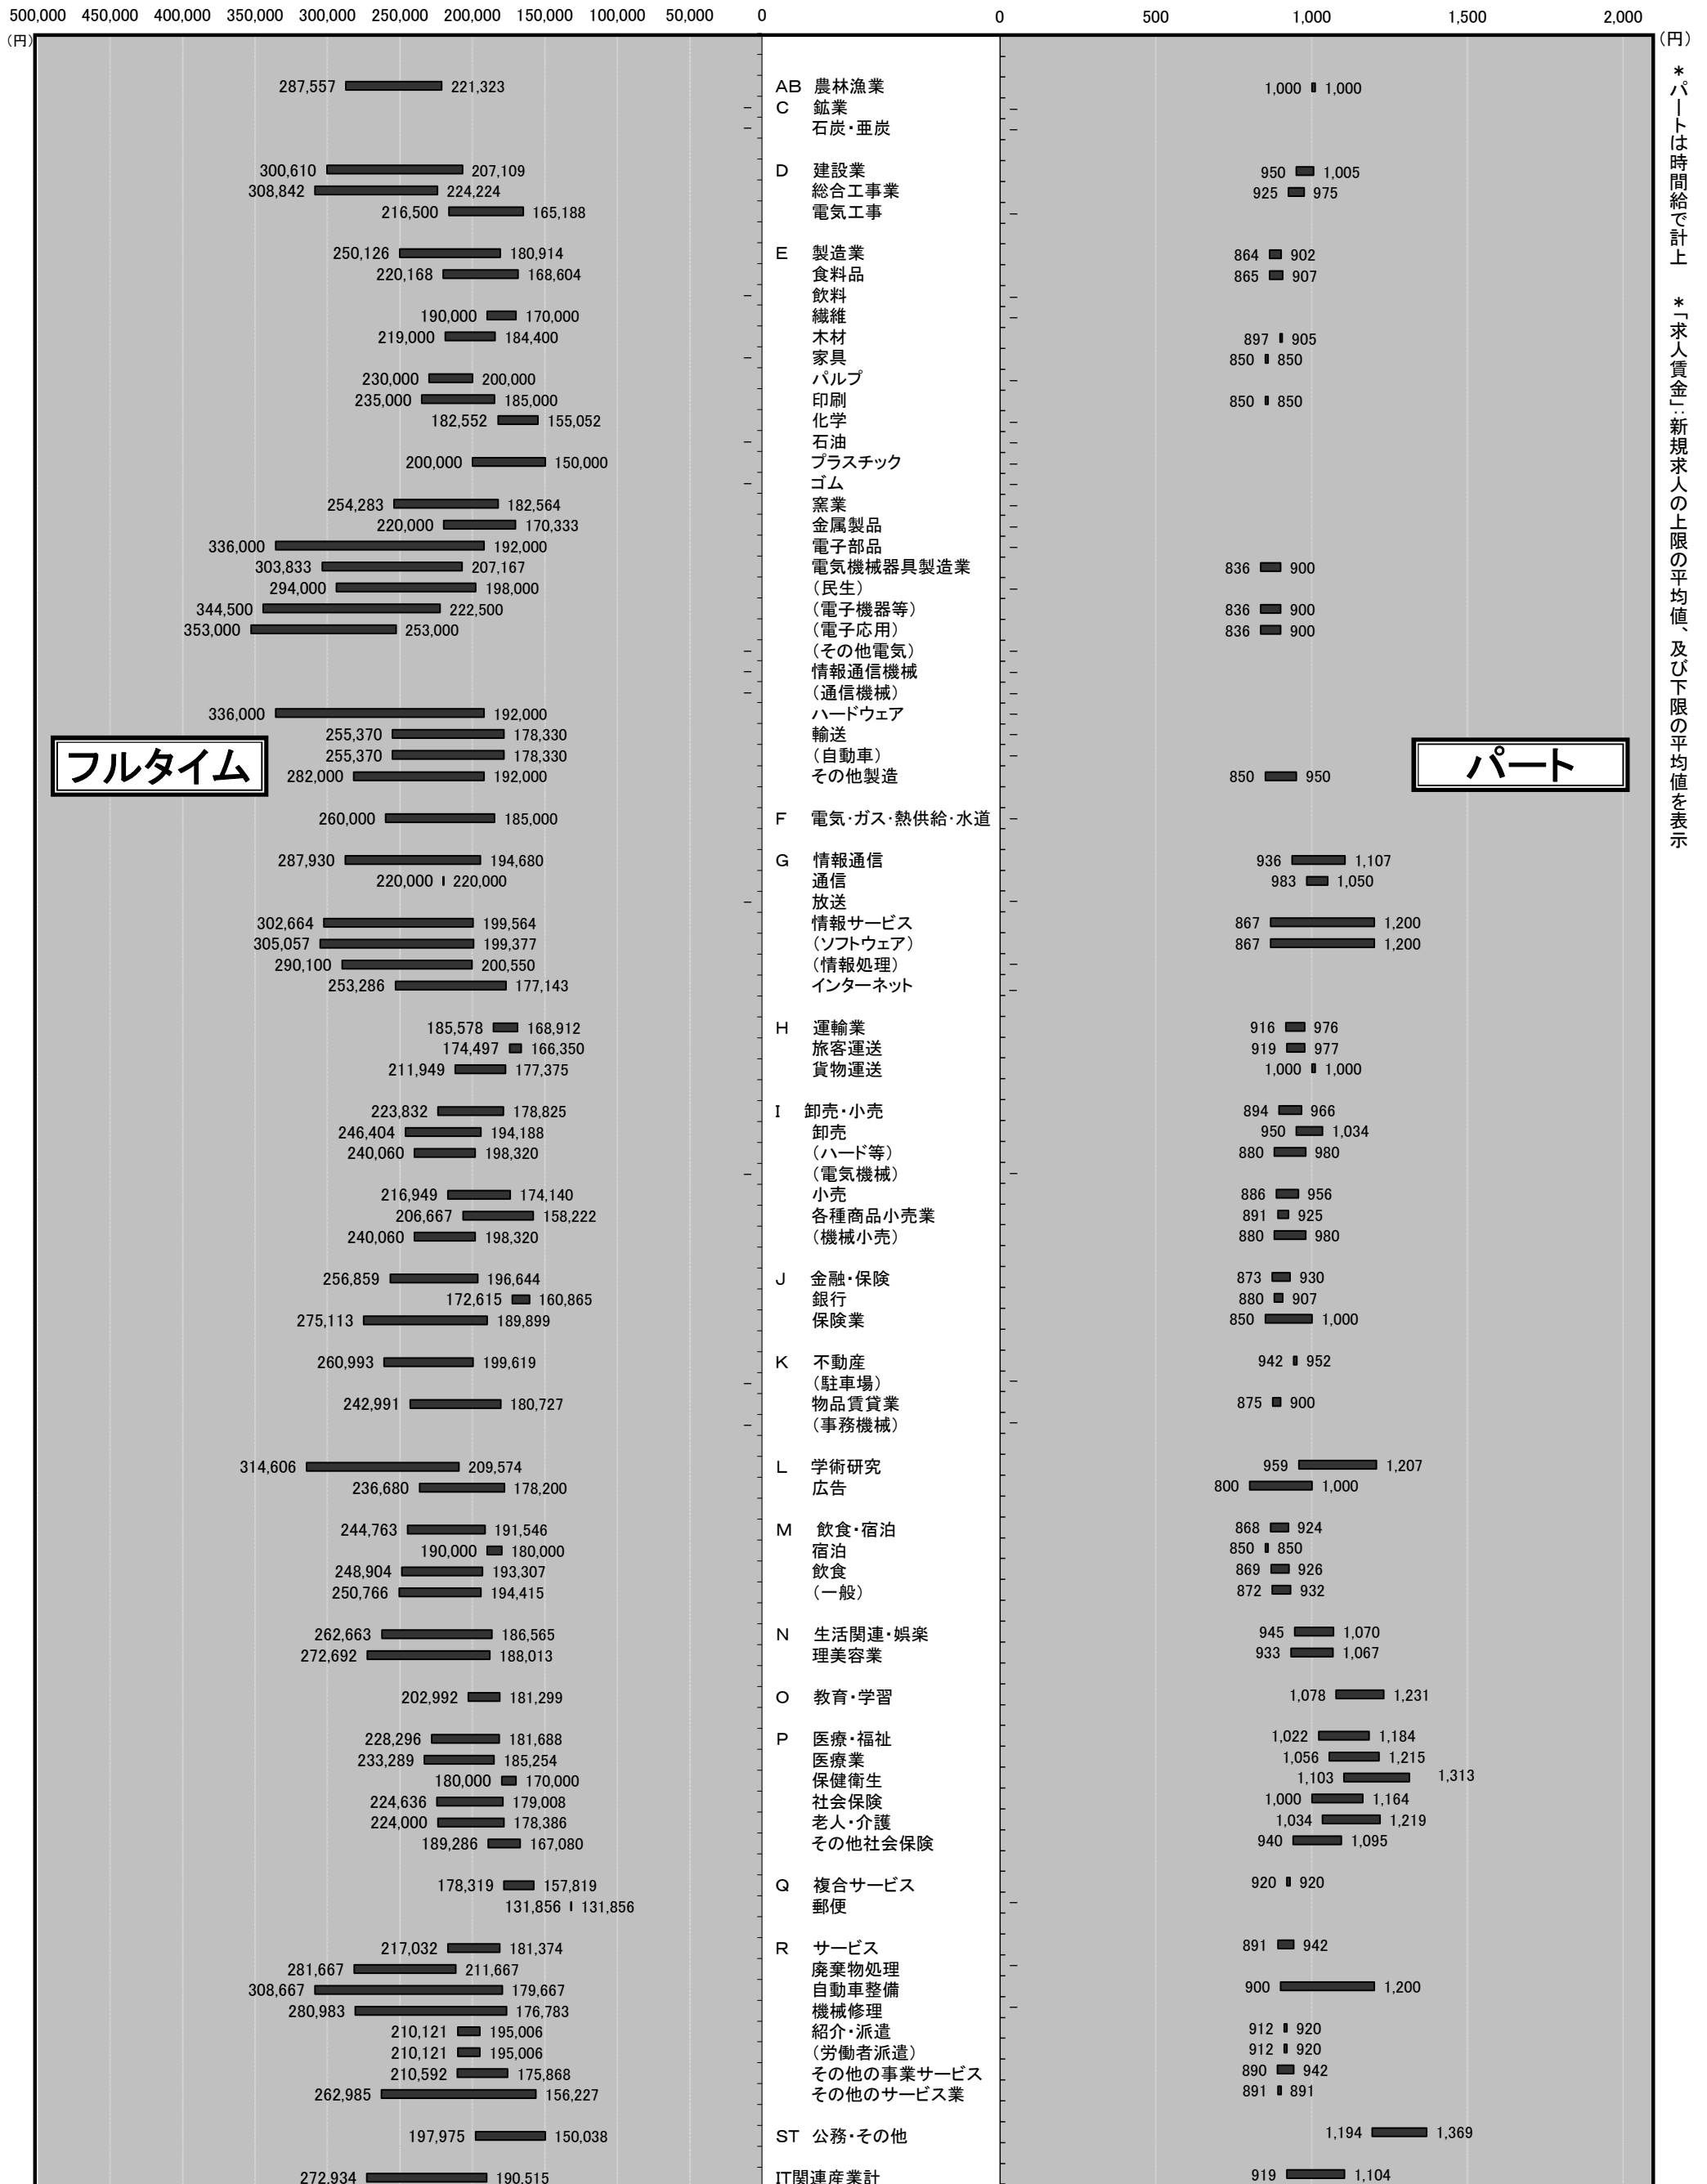 500,000 450,000 400,000 350,000 300,000 250,000 200,000 150,000 100,000 50,000 0 0 500 1,000 1,500 2,000
（円） （円）
287,557 221,323 AB 農林漁業 1,000 1,000
C 鉱業
石炭・亜炭
300,610 207,109 D 建設業 950 1,005
308,842 224,224 総合工事業 925 975
216,500 165,188 電気工事
250,126 180,914 E 製造業 864 902
220,168 168,604 食料品 865 907
飲料
190,000 170,000 繊維
219,000 184,400 木材 897 905
家具 850 850
230,000 200,000 パルプ
235,000 185,000 印刷 850 850
182,552 155,052 化学
石油
200,000 150,000 プラスチック
ゴム
254,283 182,564 窯業
220,000 170,333 金属製品
336,000 192,000 電子部品
303,833 207,167 電気機械器具製造業 836 900
294,000 198,000 （民生）
344,500 222,500 （電子機器等） 836 900
353,000 253,000 （電子応用） 836 900
（その他電気）
情報通信機械
（通信機械）
336,000 192,000 ハードウェア
255,370 178,330 輸送
255,370 178,330 （自動車）
フルタイム
パート
282,000 192,000 その他製造 850 950
260,000 185,000 F 電気・ガス・熱供給・水道
287,930 194,680 G 情報通信 936 1,107
220,000 220,000 通信 983 1,050
放送
302,664 199,564 情報サービス 867 1,200
305,057 199,377 （ソフトウェア） 867 1,200
290,100 200,550 （情報処理）
253,286 177,143 インターネット
185,578 168,912 H 運輸業 916 976
174,497 166,350 旅客運送 919 977
211,949 177,375 貨物運送 1,000 1,000
223,832 178,825 I 卸売・小売 894 966
246,404 194,188 卸売 950 1,034
240,060 198,320 （ハード等） 880 980
（電気機械）
216,949 174,140 小売 886 956
206,667 158,222 各種商品小売業 891 925
240,060 198,320 （機械小売） 880 980
256,859 196,644 J 金融・保険 873 930
172,615 160,865 銀行 880 907
275,113 189,899 保険業 850 1,000
260,993 199,619 K 不動産 942 952
（駐車場）
242,991 180,727 物品賃貸業 875 900
（事務機械）
314,606 209,574 L 学術研究 959 1,207
236,680 178,200 広告 800 1,000
244,763 191,546 M 飲食・宿泊 868 924
190,000 180,000 宿泊 850 850
248,904 193,307 飲食 869 926
250,766 194,415 （一般） 872 932
262,663 186,565 N 生活関連・娯楽 945 1,070
272,692 188,013 理美容業 933 1,067
202,992 181,299 O 教育・学習 1,078 1,231
228,296 181,688 P 医療・福祉 1,022 1,184
233,289 185,254 医療業 1,056 1,215
180,000 170,000 保健衛生 1,103 1,313
224,636 179,008 社会保険 1,000 1,164
224,000 178,386 老人・介護 1,034 1,219
189,286 167,080 その他社会保険 940 1,095
178,319 157,819 Q 複合サービス 920 920
131,856 131,856 郵便
217,032 181,374 R サービス 891 942
281,667 211,667 廃棄物処理
308,667 179,667 自動車整備 900 1,200
280,983 176,783 機械修理
210,121 195,006 紹介・派遣 912 920
210,121 195,006 （労働者派遣） 912 920
210,592 175,868 その他の事業サービス 890 942
262,985 156,227 その他のサービス業 891 891
197,975 150,038 ST 公務・その他 1,194 1,369
272,934 190,515 IT関連産業計 919 1,104
＊パートは時間給で計上 ＊「求人賃金」：新規求人の上限の平均値、及び下限の平均値を表示